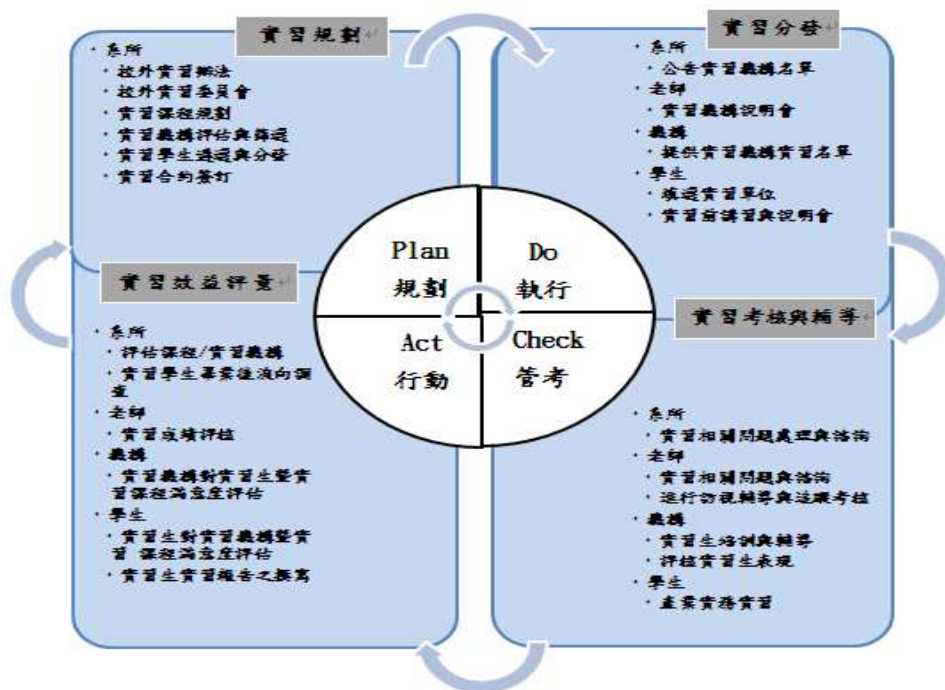 實習規劃
・系所
・校外實習辦法
・校外實習委員會
・實習課程規劃
・實習機構評估與篩選
・實習學生遴選與分發
・實習合約簽訂
實習分發
・系所
・公告實習機構名單
・老師
・實習機構說明會
・機構
・提供實習機構實習名單
・學生
・填選實習單位
・實習前講習與說明會
Plan
規劃
Do
執行
Act
行動
Check
管考
實習效益評量
・系所
・評估課程/實習機構
・實習學生畢業後流向調
查
・老師
・實習成績評核
・機構
・實習機構對實習生暨實
習課程滿意度評估
・學生
・實習生對實習機構暨實
習 課程滿意度評估
・實習生實習報告之撰寫
實習考核與輔導
・系所
・實習相關問題處理與諮詢
・老師
・實習相關問題與諮詢
・進行訪視輔導與追蹤考核
・機構
・實習生培訓與輔導
・評核實習生表現
・學生
・產業實務實習